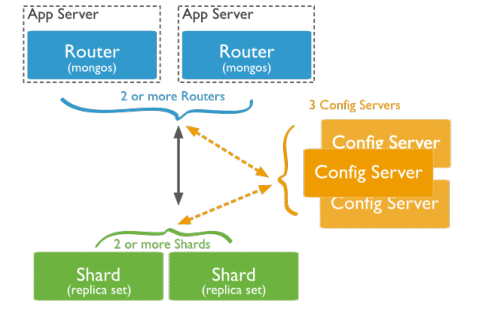 App Server
App Server
Router
(mongos)
Router
(mongos)
2 or more Routers
3 Config Servers
Config Server
Config Server
Config Server
2 or more Shards
Shard
(replica set)
Shard
(replica set)